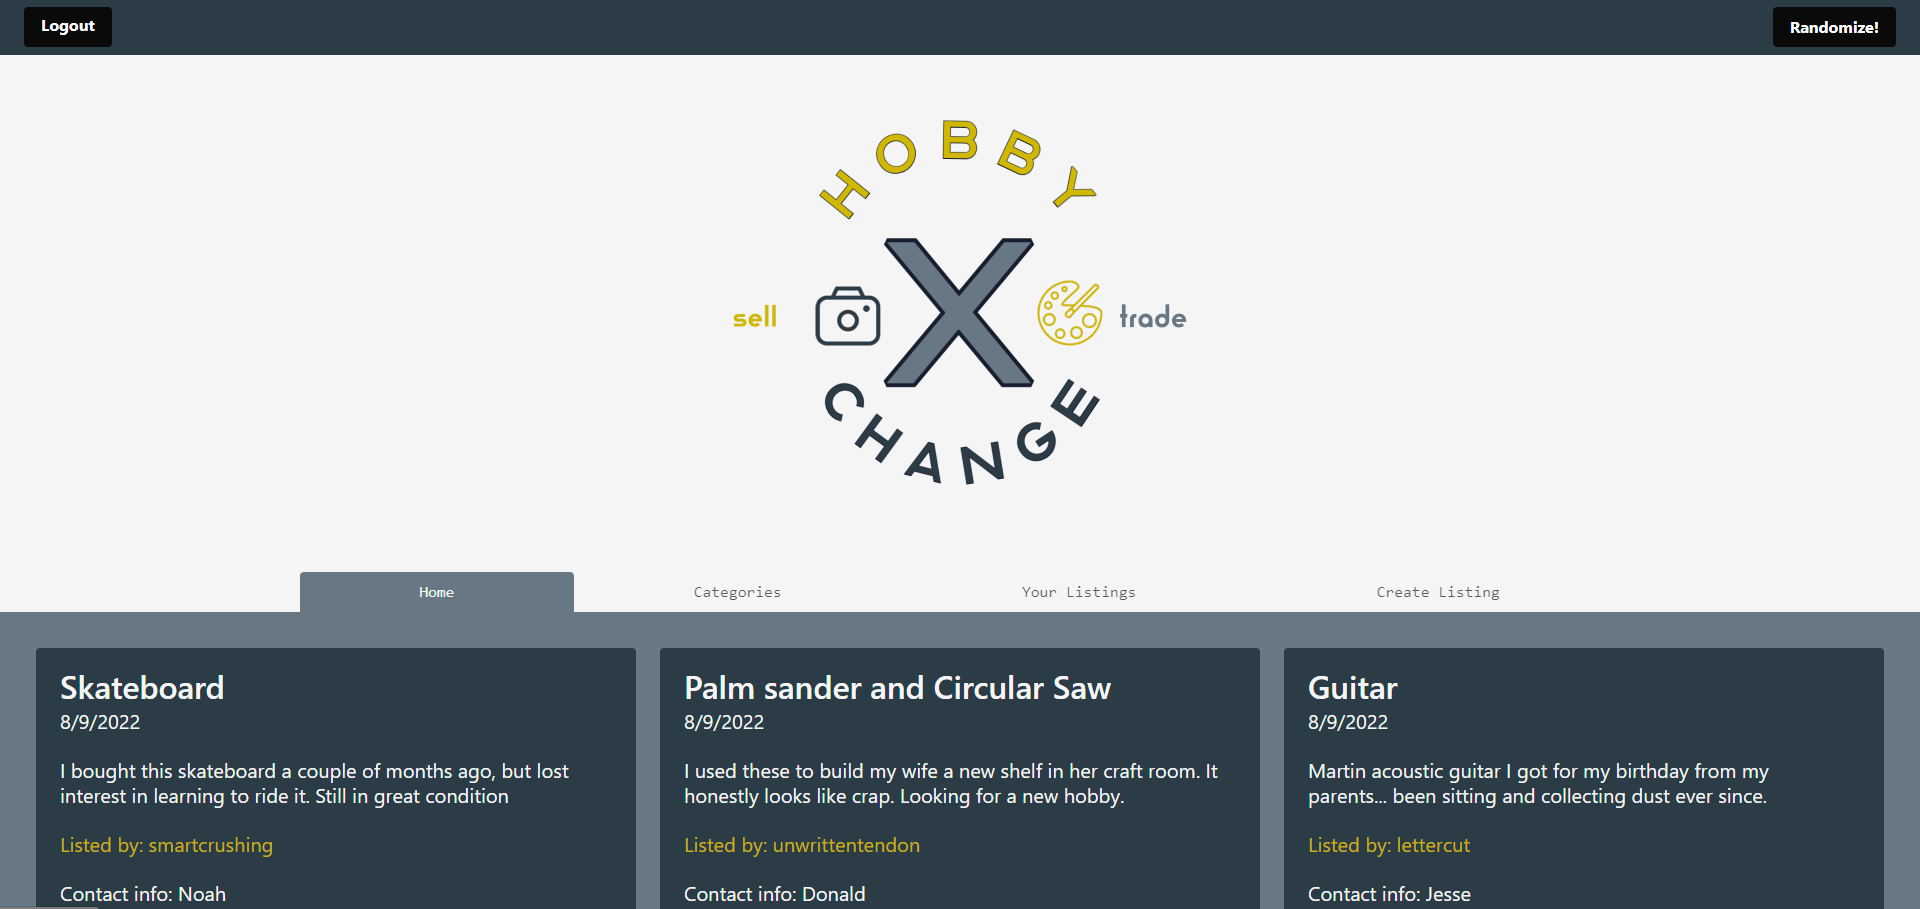 Logout
Randomize!
HOBBY
X
sell
trade
CHANGE
Home
Categories
Your Listings
Create Listing
Skateboard
8/9/2022
I bought this skateboard a couple of months ago, but lost
interest in learning to ride it. Still in great condition
Listed by: smartcrushing
Contact info: Noah
Palm sander and Circular Saw
8/9/2022
I used these to build my wife a new shelf in her craft room. It
honestly looks like crap. Looking for a new hobby.
Listed by: unwrittentendon
Contact info: Donald
Guitar
8/9/2022
Martin acoustic guitar I got for my birthday from my
parents... been sitting and collecting dust ever since.
Listed by: lettercut
Contact info: Jesse